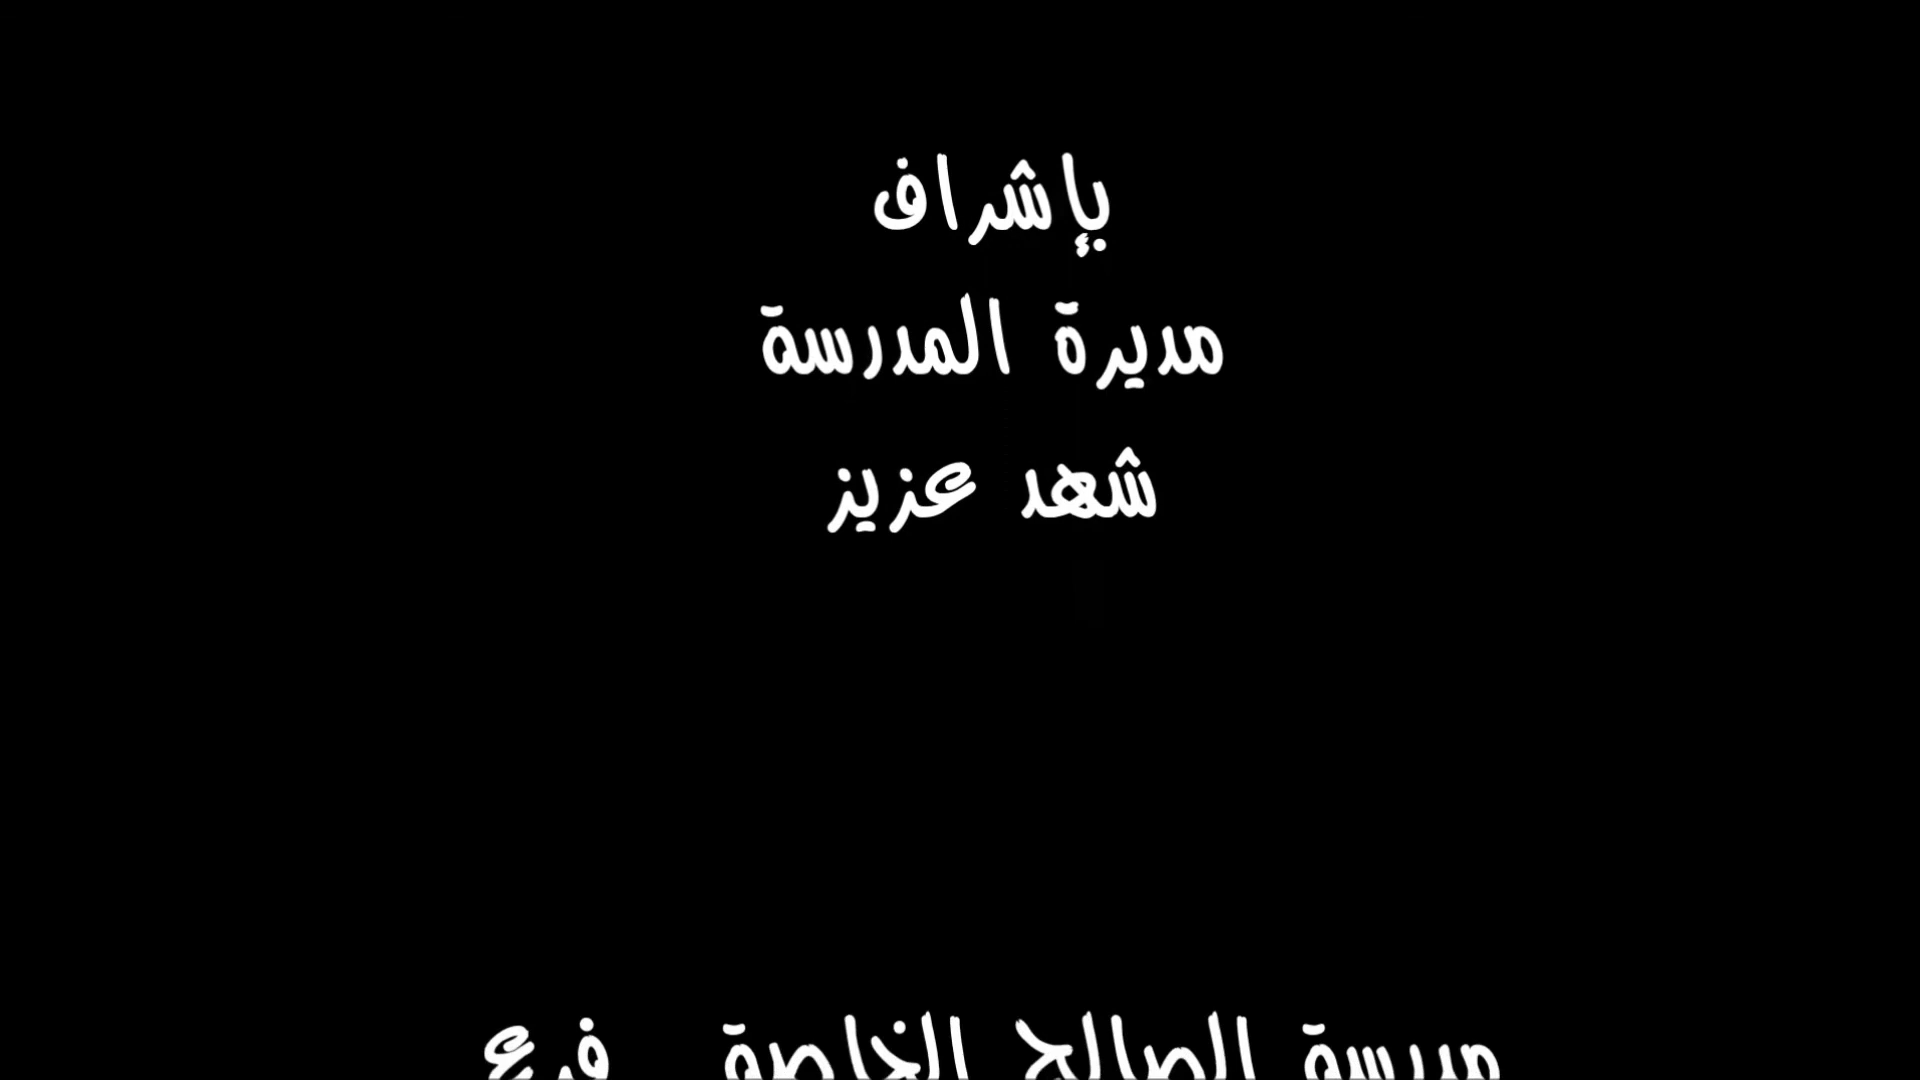 بإشراف
مديرة المدرسة
شهد عزيز
مدرسة الصالح الخاصة فرع